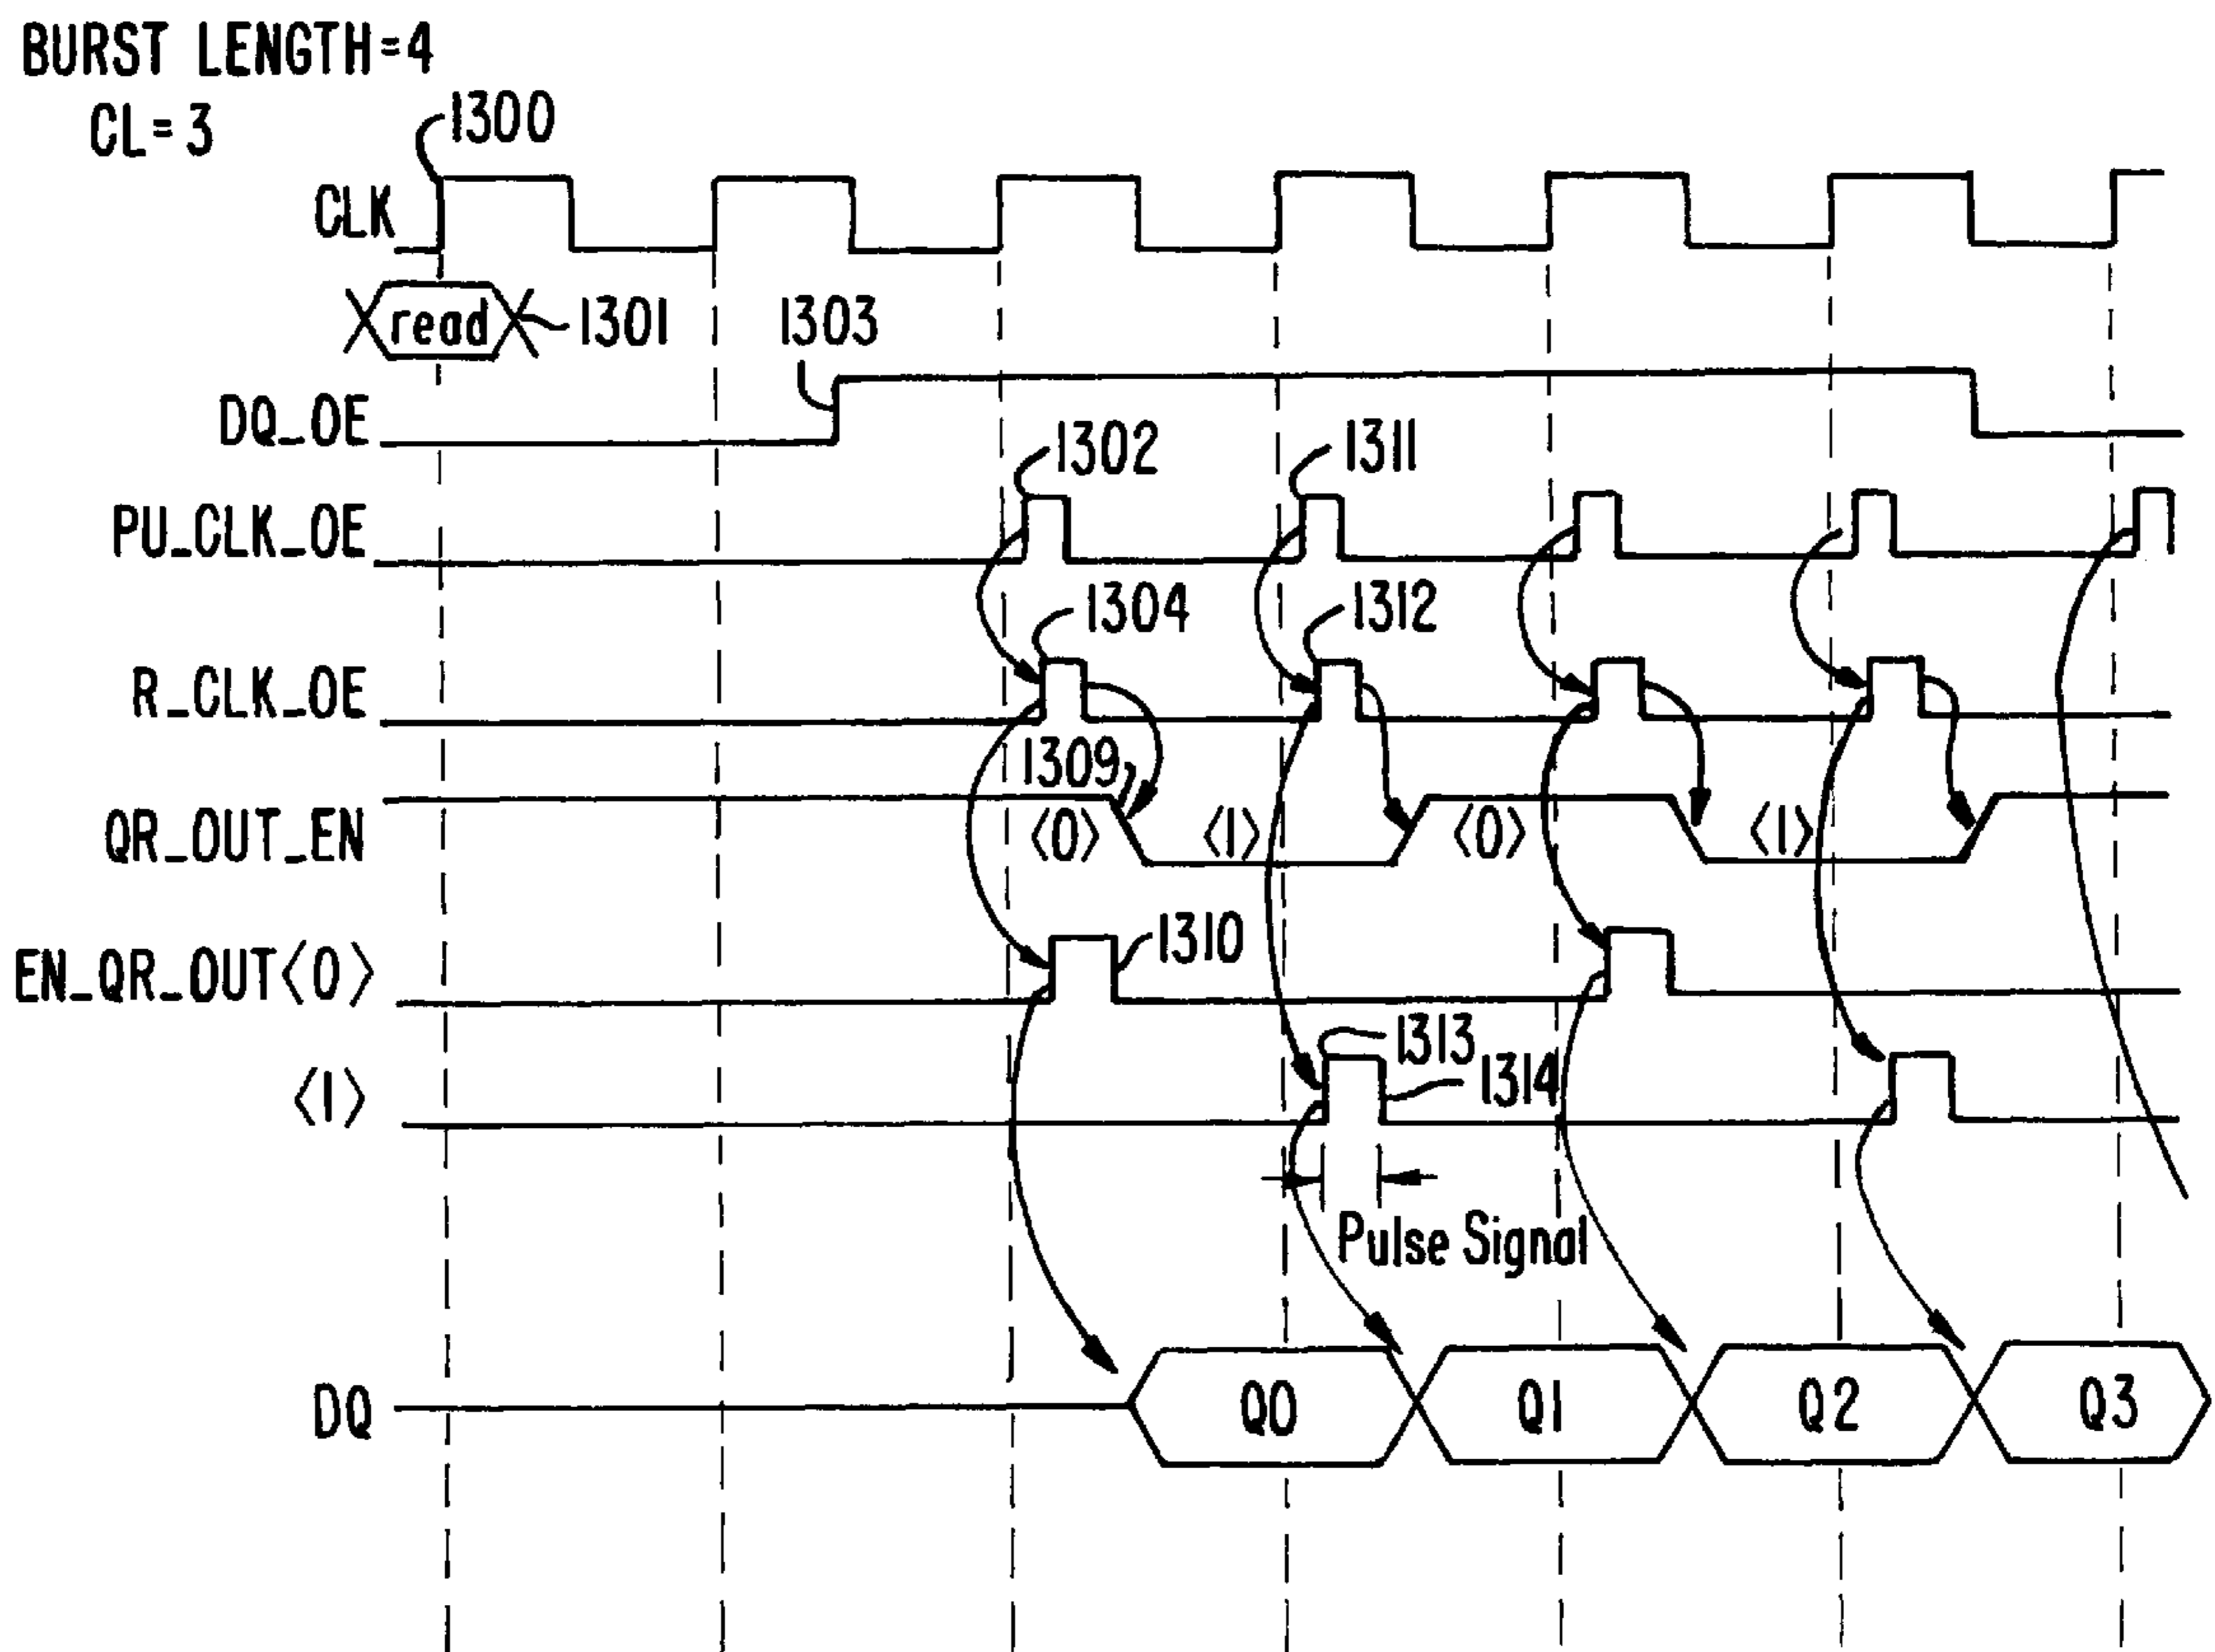 BURST LENGTH=4
CL=3
1300
CLK
read
1301
1303
DQ_OE
1302
1311
PU_CLK_OE
1304
1312
R_CLK_OE
1309
QR_OUT_EN
⟨0⟩
⟨1⟩
⟨0⟩
⟨1⟩
EN_QR_OUT⟨0⟩
1310
1313
1314
⟨1⟩
Pulse Signal
DQ
Q0
Q1
Q2
Q3